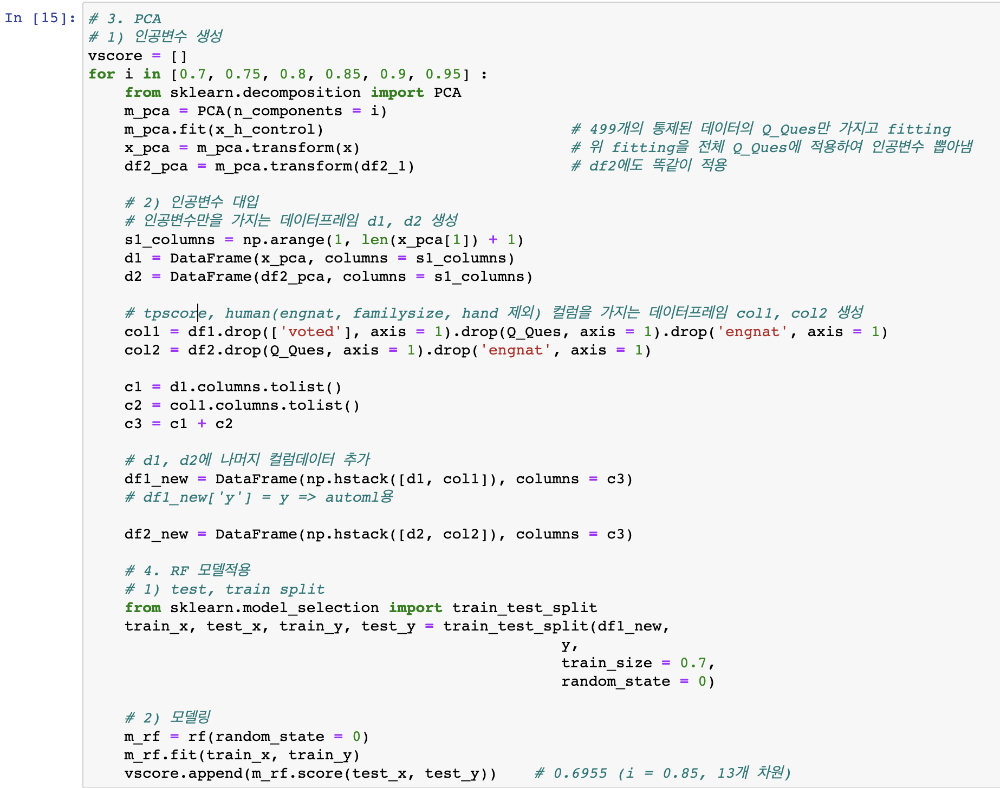 In [15]:
# 3. PCA
# 1) 인공변수 생성
vscore = []
for i in [0.7, 0.75, 0.8, 0.85, 0.9, 0.95] :
    from sklearn.decomposition import PCA
    m_pca = PCA(n_components = i)
    m_pca.fit(x_h_control)    # 499개의 통제된 데이터의 Q_Ques만 가지고 fitting
    x_pca = m_pca.transform(x)    # 위 fitting을 전체 Q_Ques에 적용하여 인공변수 뽑아냄
    df2_pca = m_pca.transform(df2_1)    # df2에도 똑같이 적용

    # 2) 인공변수 대입
    # 인공변수만을 가지는 데이터프레임 d1, d2 생성
    s1_columns = np.arange(1, len(x_pca[1]) + 1)
    d1 = DataFrame(x_pca, columns = s1_columns)
    d2 = DataFrame(df2_pca, columns = s1_columns)

    # tpscore, human(engnat, familysize, hand 제외) 컬럼을 가지는 데이터프레임 col1, col2 생성
    col1 = df1.drop(['voted'], axis = 1).drop(Q_Ques, axis = 1).drop('engnat', axis = 1)
    col2 = df2.drop(Q_Ques, axis = 1).drop('engnat', axis = 1)

    c1 = d1.columns.tolist()
    c2 = col1.columns.tolist()
    c3 = c1 + c2

    # d1, d2에 나머지 컬럼데이터 추가
    df1_new = DataFrame(np.hstack([d1, col1]), columns = c3)
    # df1_new['y'] = y => automl용

    df2_new = DataFrame(np.hstack([d2, col2]), columns = c3)

    # 4. RF 모델적용
    # 1) test, train split
    from sklearn.model_selection import train_test_split
    train_x, test_x, train_y, test_y = train_test_split(df1_new,
                                                y,
                                                train_size = 0.7,
                                                random_state = 0)

    # 2) 모델링
    m_rf = rf(random_state = 0)
    m_rf.fit(train_x, train_y)
    vscore.append(m_rf.score(test_x, test_y))    # 0.6955 (i = 0.85, 13개 차원)